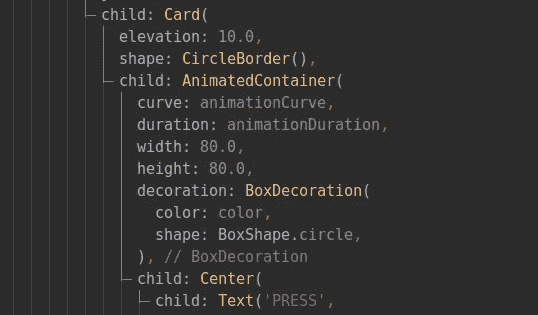 child: Card(
elevation: 10.0,
shape: CircleBorder(),
child: AnimatedContainer(
curve: animationCurve,
duration: animationDuration,
width: 80.0,
height: 80.0,
decoration: BoxDecoration(
color: color,
shape: BoxShape.circle,
), // BoxDecoration
child: Center(
child: Text('PRESS',